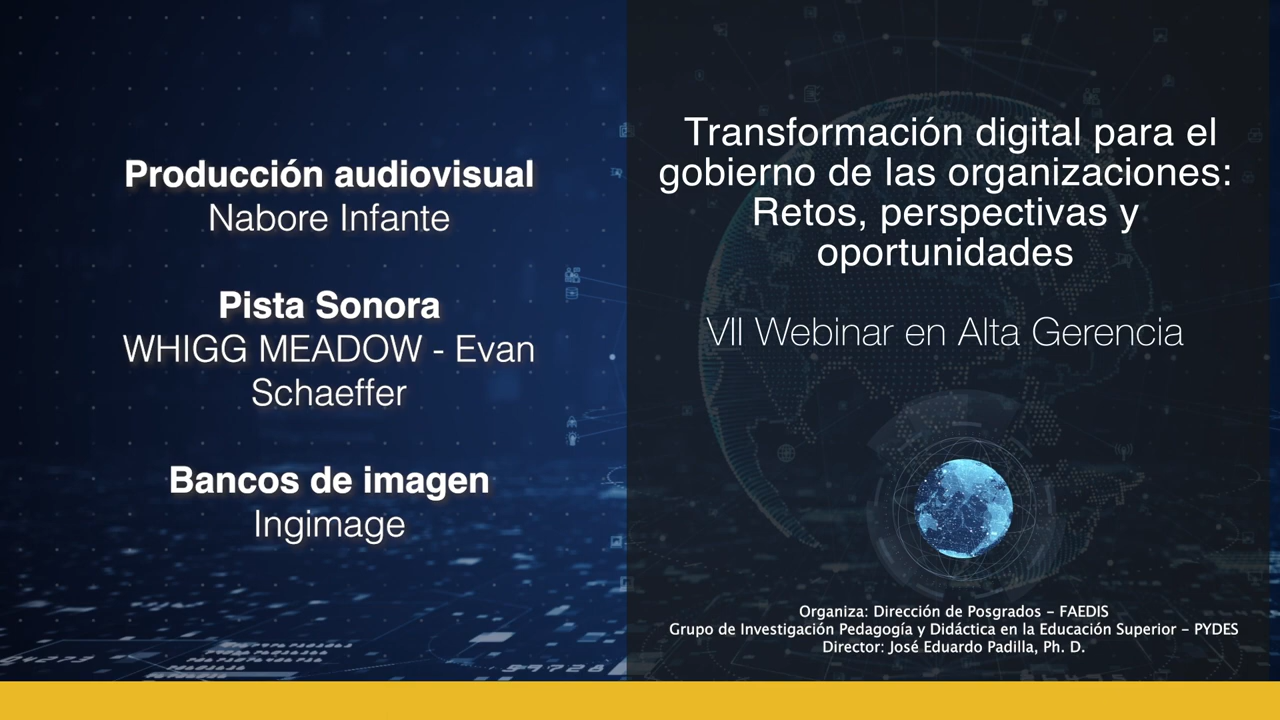 Producción audiovisual
Nabore Infante
Pista Sonora
WHIGG MEADOW - Evan
Schaeffer
Bancos de imagen
Ingimage
Transformación digital para el
gobierno de las organizaciones:
Retos, perspectivas y
oportunidades
VII Webinar en Alta Gerencia
Organiza: Dirección de Posgrados – FAEDIS
Grupo de Investigación Pedagogía y Didáctica en la Educación Superior – PYDES
Director: José Eduardo Padilla, Ph. D.